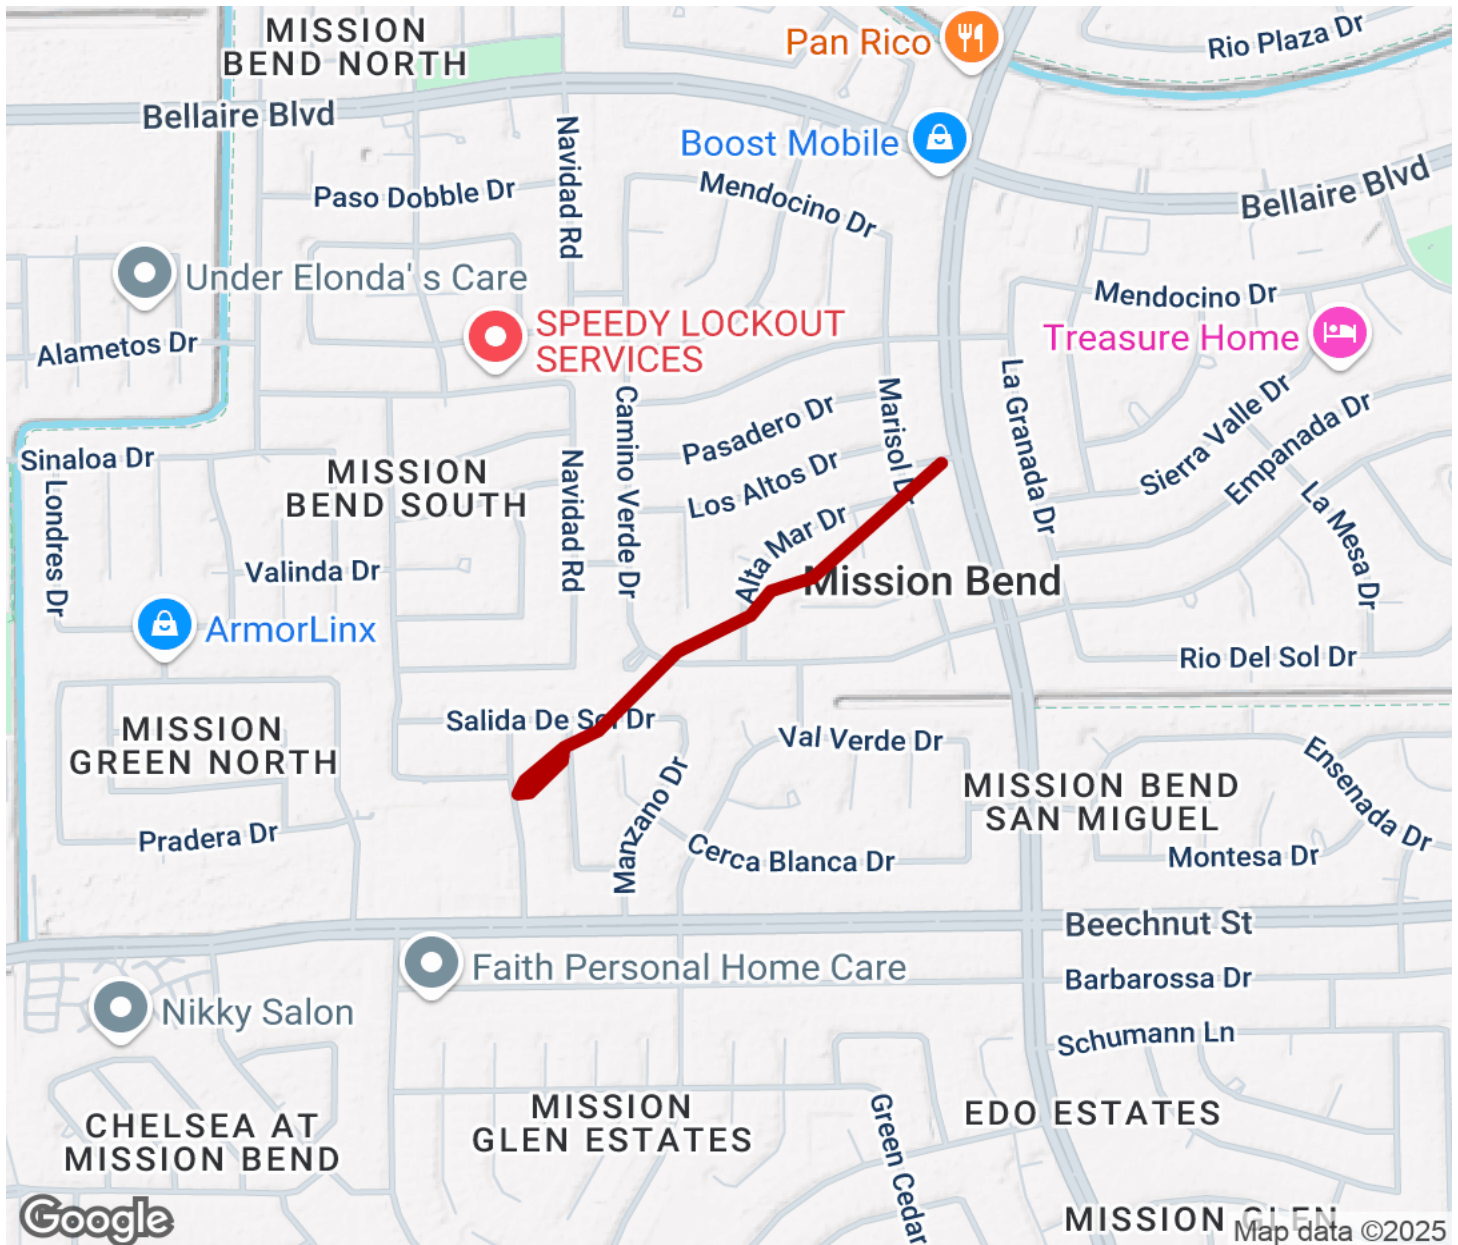 MISSION
BEND NORTH
Pan Rico
Rio Plaza Dr
Bellaire Blvd
Navidad Rd
Boost Mobile
Paso Dobble Dr
Mendocino Dr
Bellaire Blvd
Under Elonda's Care
Mendocino Dr
SPEEDY LOCKOUT
SERVICES
Treasure Home
Alametos Dr
Camino Verde Dr
Pasadero Dr
Marisol Dr
La Granada Dr
Sierra Valle Dr
Empanada Dr
Sinaloa Dr
MISSION
BEND SOUTH
Navidad Rd
Los Altos Dr
La Mesa Dr
Londres Dr
Valinda Dr
Alta Mar Dr
Mission Bend
ArmorLinx
Rio Del Sol Dr
MISSION
GREEN NORTH
Salida De Sol Dr
Val Verde Dr
Ensenada Dr
Manzano Dr
MISSION BEND
SAN MIGUEL
Pradera Dr
Cerca Blanca Dr
Montesa Dr
Beechnut St
Faith Personal Home Care
Barbarossa Dr
Nikky Salon
Schumann Ln
CHELSEA AT
MISSION BEND
MISSION
GLEN ESTATES
Green Cedar
EDO ESTATES
Google
MISSION GLEN
Map data ©2025